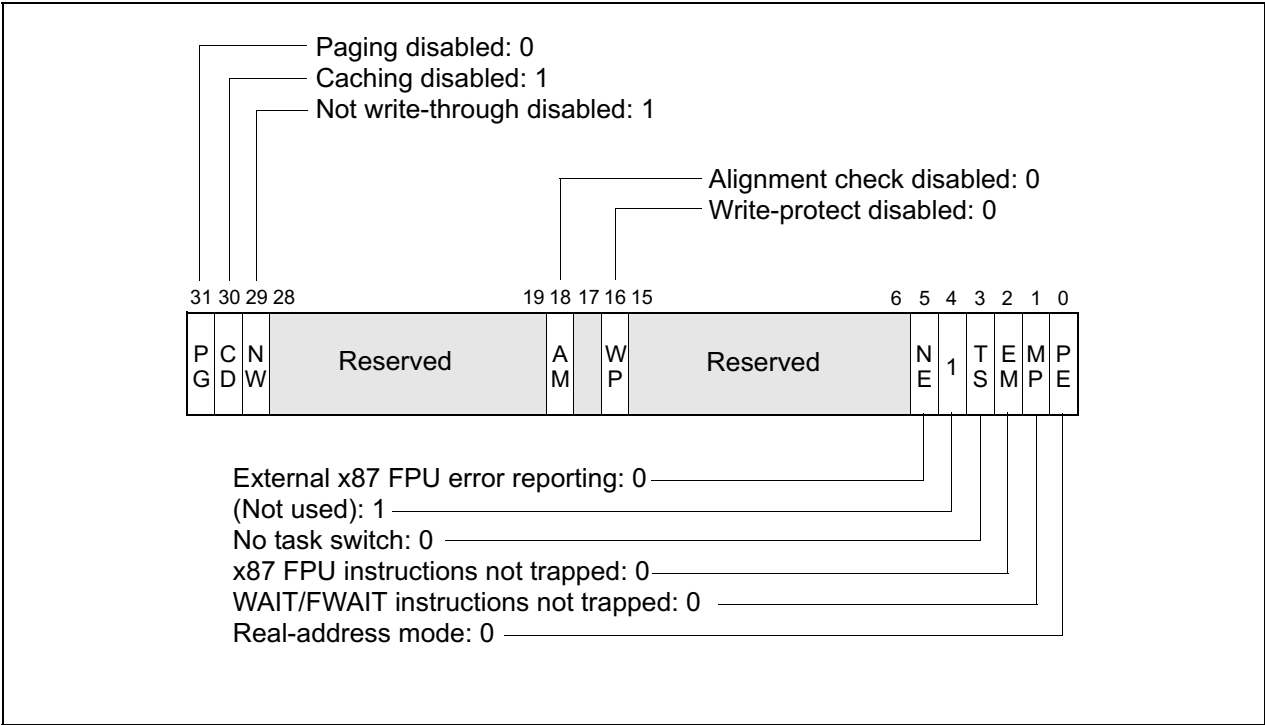 Paging disabled: 0
Caching disabled: 1
Not write-through disabled: 1
Alignment check disabled: 0
Write-protect disabled: 0
31 30 29 28 19 18 17 16 15 6 5 4 3 2 1 0
P C N Reserved A W Reserved N 1 T E M P
G D W M P E S M P E
External x87 FPU error reporting: 0
(Not used): 1
No task switch: 0
x87 FPU instructions not trapped: 0
WAIT/FWAIT instructions not trapped: 0
Real-address mode: 0